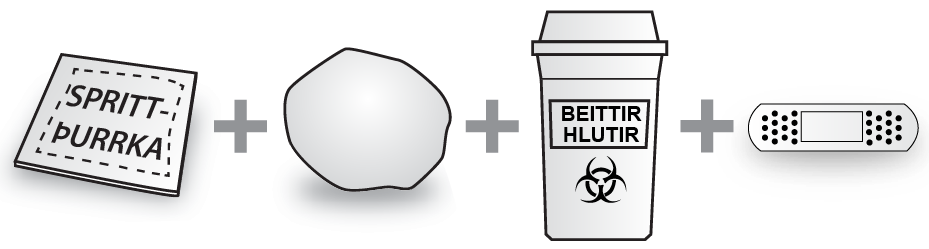 SPRITT-
ÞURRKA
BEITTIR
HLUTIR